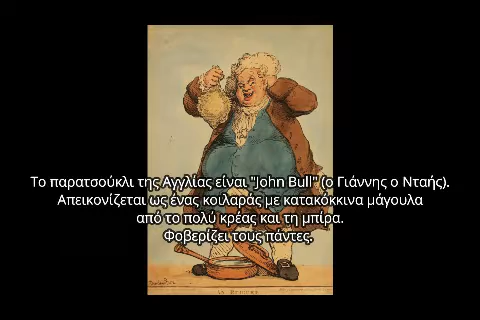 Το παρατσούκλι της Αγγλίας είναι "John Bull" (ο Γιάννης ο Νταής).
Απεικονίζεται ως ένας κοιλαράς με κατακόκκινα μάγουλα
από το πολύ κρέας και τη μπίρα.
Φοβερίζει τους πάντες.